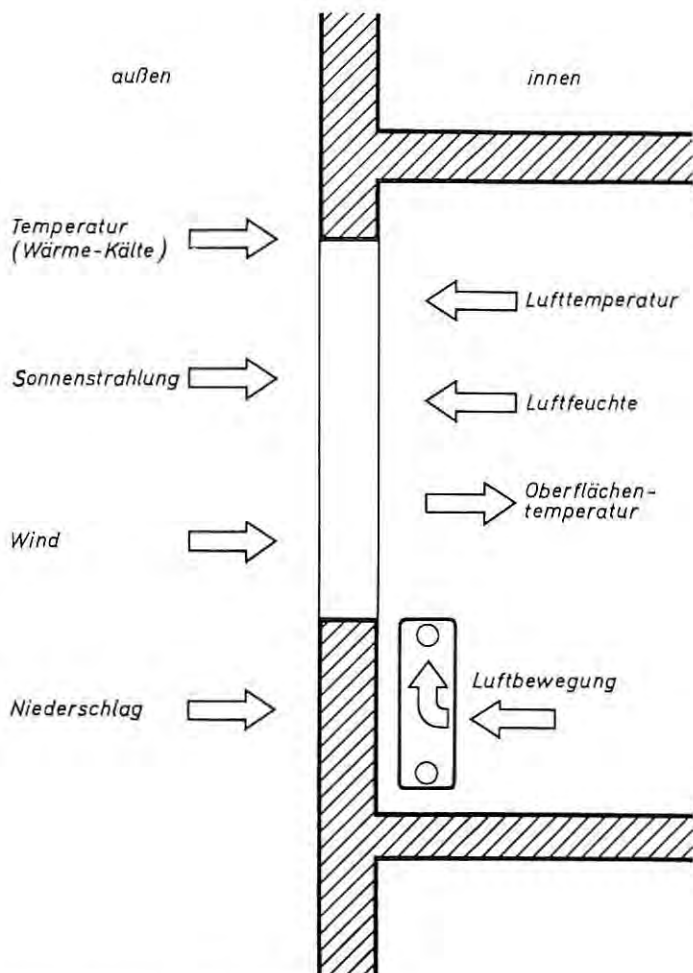 außen
innen
Temperatur
(Wärme-Kälte)
Sonnenstrahlung
Wind
Niederschlag
Lufttemperatur
Luftfeuchte
Oberflächen-
temperatur
Luftbewegung